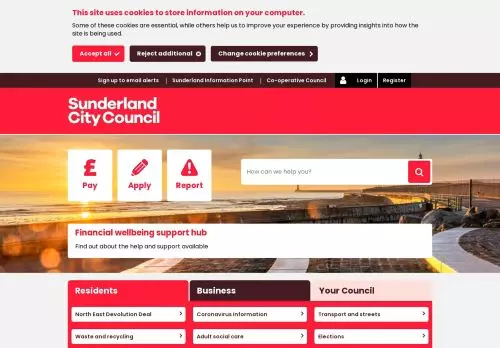 This site uses cookies to store information on your computer.
Some of these cookies are essential, while others help us to improve your experience by providing insights into how
the site is being used.
Accept all
Reject additional
Change cookie preferences
Sign up to email alerts
Sunderland Information Point
Co-operative Council
Login
Register
Sunderland
City Council
£
Pay
Apply
Report
How can we help you?
Financial wellbeing support hub
Find out about the help and support available
Residents
Business
Your Council
North East Devolution Deal
Coronavirus Information
Transport and streets
Waste and recycling
Adult social care
Elections